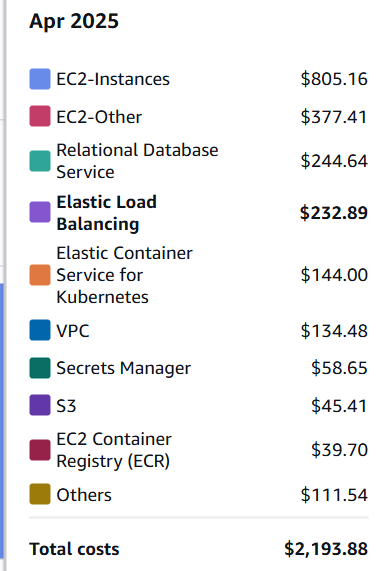 Apr 2025
EC2-Instances $805.16
EC2-Other $377.41
Relational Database
Service $244.64
Elastic Load
Balancing $232.89
Elastic Container
Service for $144.00
Kubernetes
VPC $134.48
Secrets Manager $58.65
S3 $45.41
EC2 Container
Registry (ECR) $39.70
Others $111.54
Total costs $2,193.88